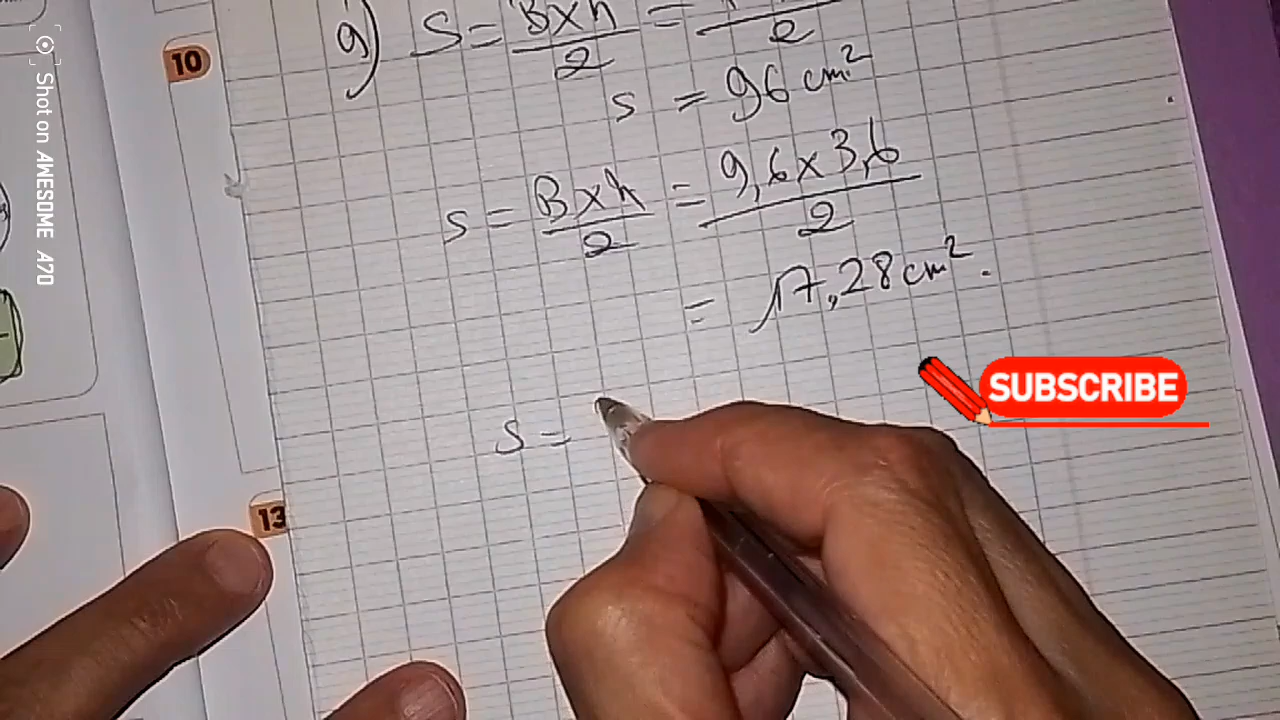 10
9) S = B x h / 2 = / 2
s = 96 cm²
s = B x h / 2 = 9,6 x 3,6 / 2
= 17,28 cm².
SUBSCRIBE
s =
13
Shot on AWESOME A70